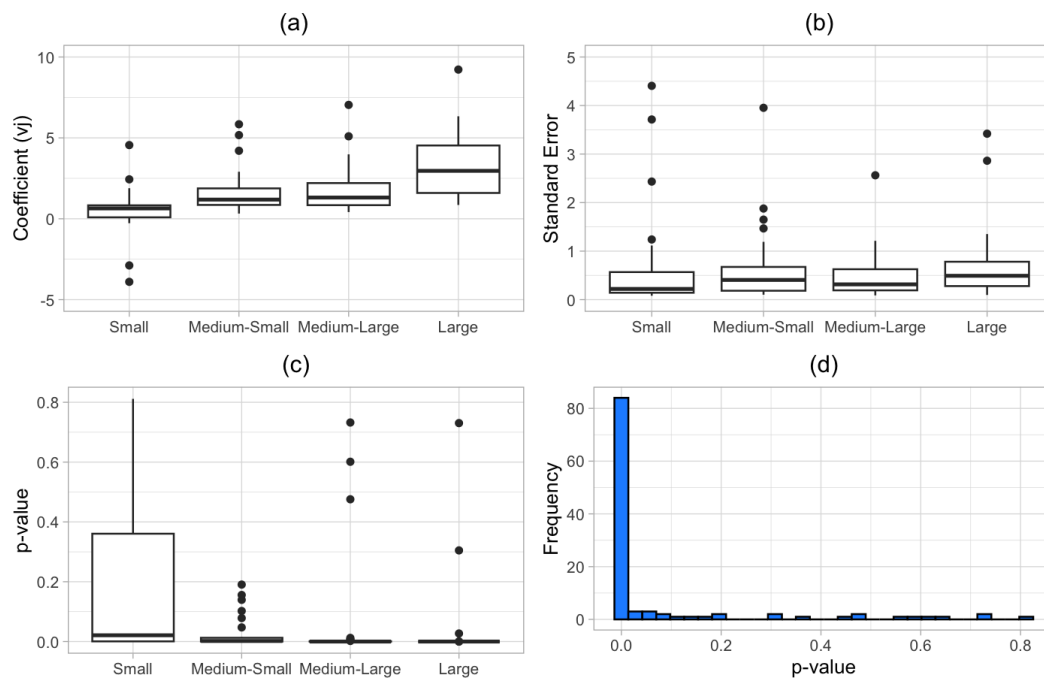 (a)
Coefficient (vj)
10
5
0
-5
Small Medium-Small Medium-Large Large
(b)
Standard Error
5
4
3
2
1
0
Small Medium-Small Medium-Large Large
(c)
p-value
0.8
0.6
0.4
0.2
0.0
Small Medium-Small Medium-Large Large
(d)
Frequency
80
60
40
20
0
0.0 0.2 0.4 0.6 0.8
p-value